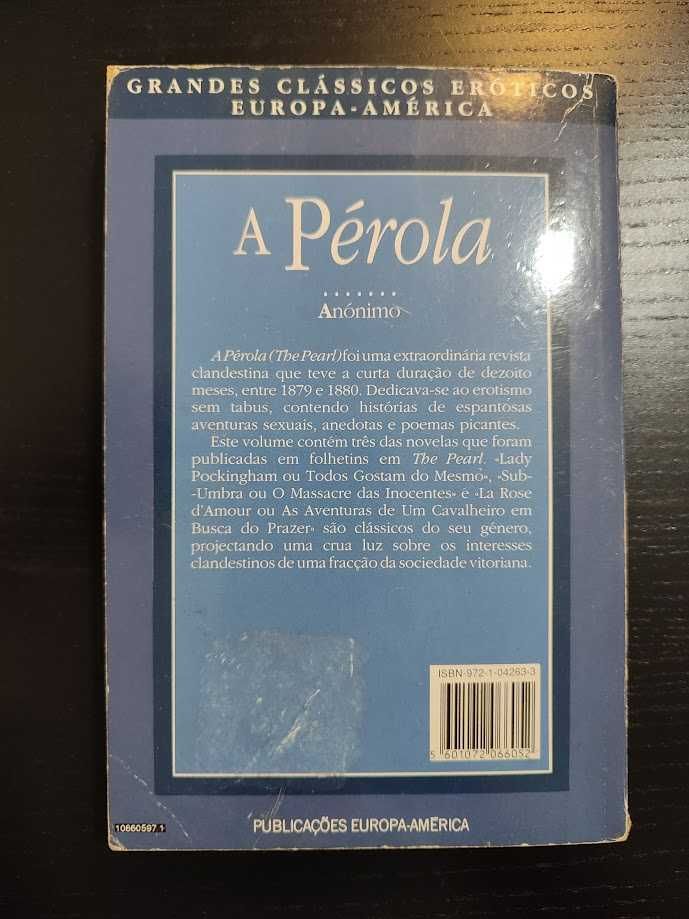 GRANDES CLÁSSICOS ERÓTICOS
EUROPA-AMÉRICA
A Pérola
Anónimo
A Pérola (The Pearl) foi uma extraordinária revista
clandestina que teve a curta duração de dezoito
meses, entre 1879 e 1880. Dedicava-se ao erotismo
sem tabus, contendo histórias de espantosas
aventuras sexuais, anedotas e poemas picantes.
Este volume contém três das novelas que foram
publicadas em folhetins em The Pearl. «Lady
Pockingham ou Todos Gostam do Mesmo», «Sub-
-Umbra ou O Massacre das Inocentes» e «La Rose
d'Amour ou As Aventuras de Um Cavalheiro em
Busca do Prazer» são clássicos do seu género,
projectando uma crua luz sobre os interesses
clandestinos de uma fracção da sociedade vitoriana.
ISBN-972-1-04263-3
5 601072 066052
10660597 1
PUBLICAÇÕES EUROPA-AMÉRICA